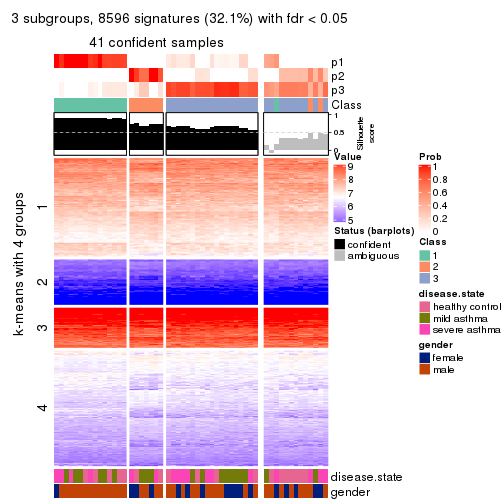 3 subgroups, 8596 signatures (32.1%) with fdr < 0.05
41 confident samples
p1
p2
p3
Class
1
0.5
0
Silhouette
score
k-means with 4 groups
1
2
3
4
Value
9
8
7
6
5
Status (barplots)
confident
ambiguous
Prob
1
0.8
0.6
0.4
0.2
0
Class
1
2
3
disease.state
healthy control
mild asthma
severe asthma
gender
female
male
disease.state
gender